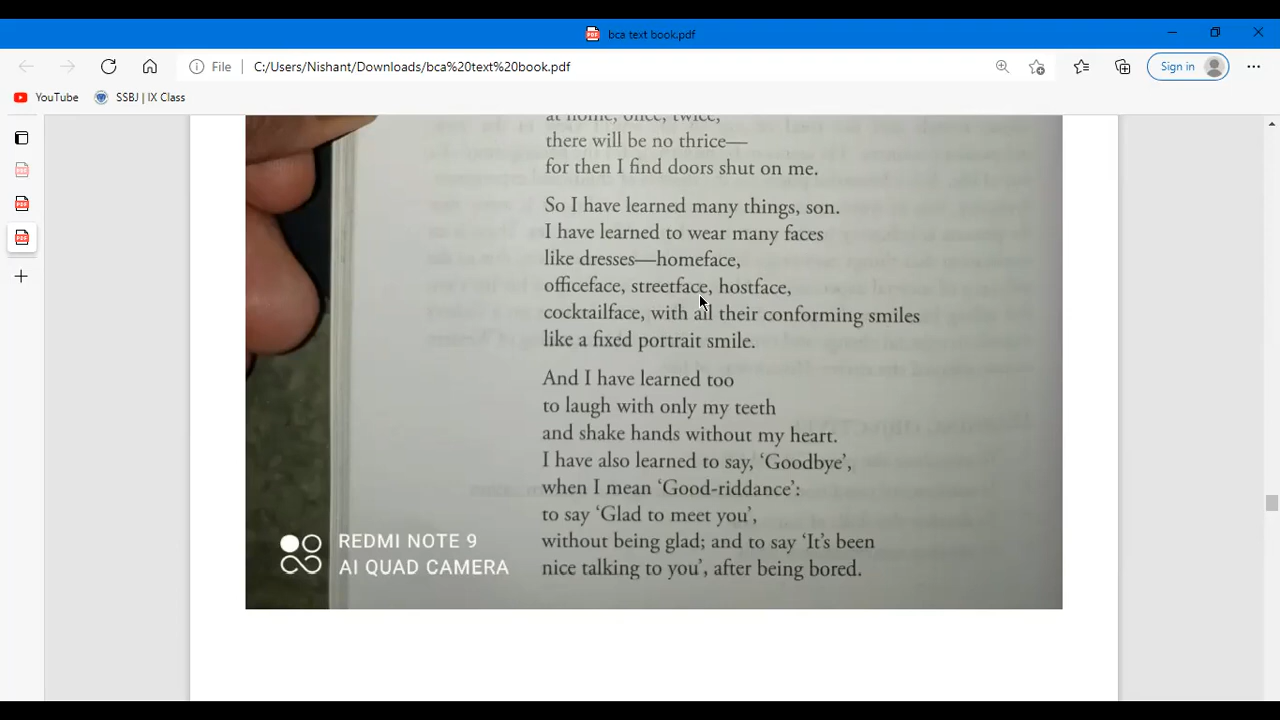 bca text book.pdf
File
C:/Users/Nishant/Downloads/bca%20text%20book.pdf
Sign in
YouTube
SSBJ | IX Class
at home, once, twice,
there will be no thrice—
for then I find doors shut on me.
So I have learned many things, son.
I have learned to wear many faces
like dresses—homeface,
officeface, streetface, hostface,
cocktailface, with all their conforming smiles
like a fixed portrait smile.
And I have learned too
to laugh with only my teeth
and shake hands without my heart.
I have also learned to say, ‘Goodbye’,
when I mean ‘Good-riddance’:
to say ‘Glad to meet you’,
without being glad; and to say ‘It’s been
nice talking to you’, after being bored.
REDMI NOTE 9
AI QUAD CAMERA